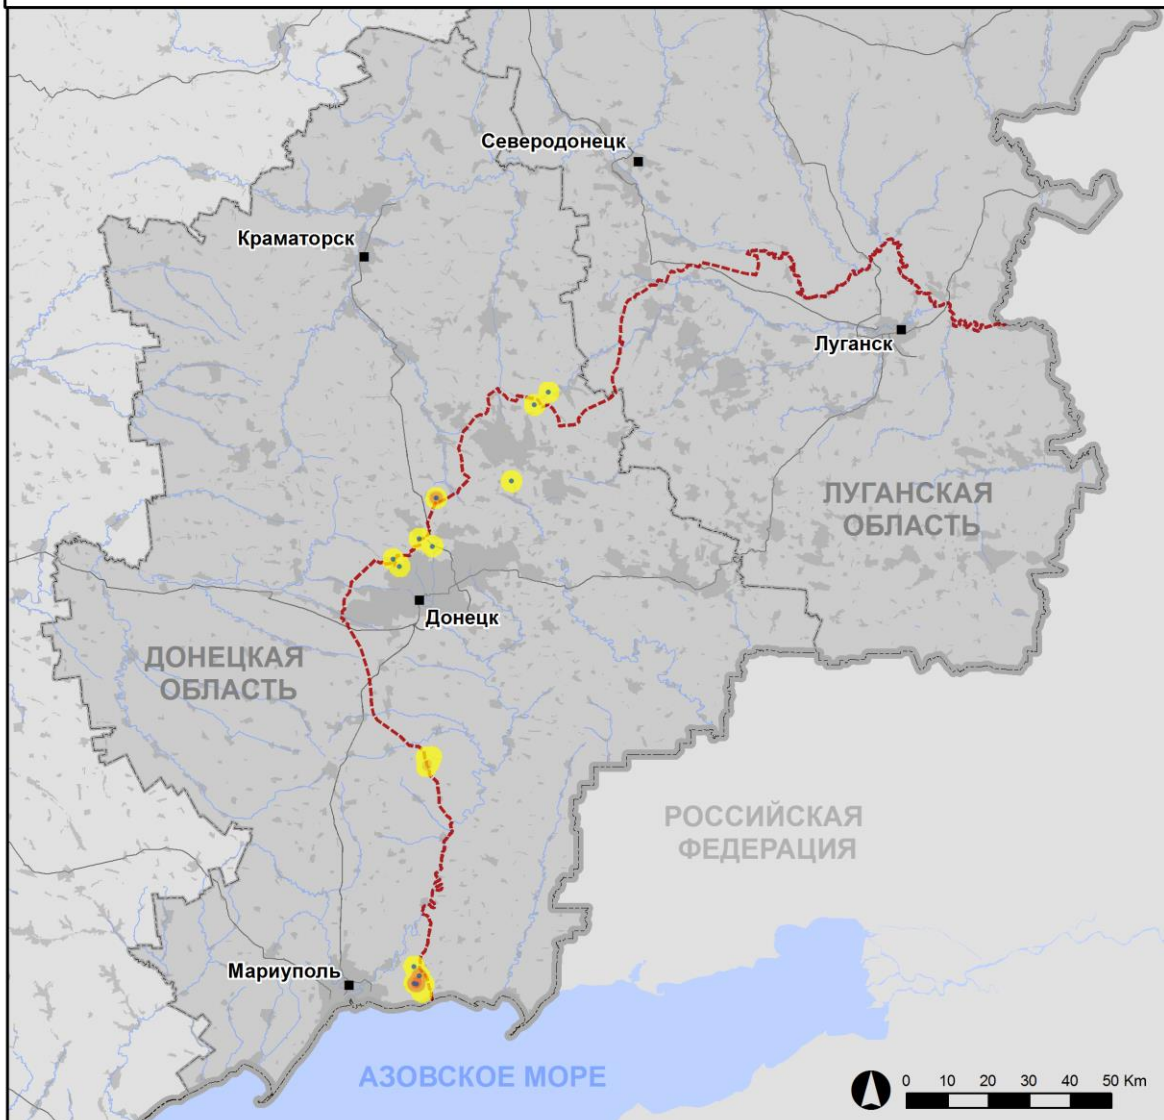 Северодонецк
Краматорск
Луганск
ЛУГАНСКАЯ
ОБЛАСТЬ
Донецк
ДОНЕЦКАЯ
ОБЛАСТЬ
РОССИЙСКАЯ
ФЕДЕРАЦИЯ
Мариуполь
АЗОВСКОЕ МОРЕ
0 10 20 30 40 50 Km